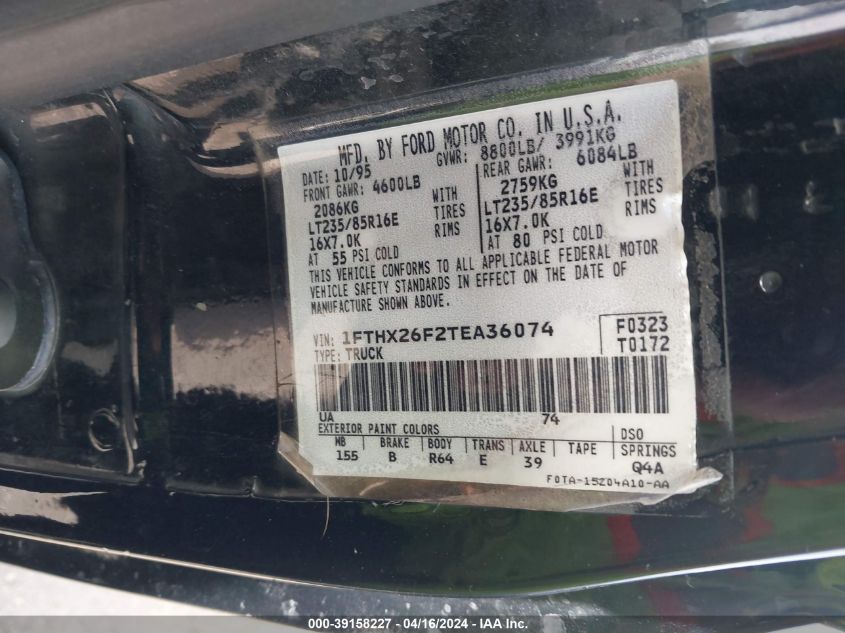 MFD. BY FORD MOTOR CO. IN U.S.A.
DATE: 10/95 GVWR: 8800LB/ 3991KG
FRONT GAWR: 4600LB REAR GAWR: 6084LB
2086KG WITH 2759KG WITH
LT235/85R16E TIRES LT235/85R16E TIRES
16X7.0K RIMS 16X7.0K RIMS
AT 55 PSI COLD AT 80 PSI COLD
THIS VEHICLE CONFORMS TO ALL APPLICABLE FEDERAL MOTOR
VEHICLE SAFETY STANDARDS IN EFFECT ON THE DATE OF
MANUFACTURE SHOWN ABOVE.
VIN: 1FTHX26F2TEA36074 F0323
TYPE: TRUCK T0172
UA 74
EXTERIOR PAINT COLORS DSO
WB BRAKE BODY TRANS AXLE TAPE SPRINGS
155 B R64 E 39 Q4A
F0TA-15Z04A10-AA
000-39158227 - 04/16/2024 - IAA Inc.